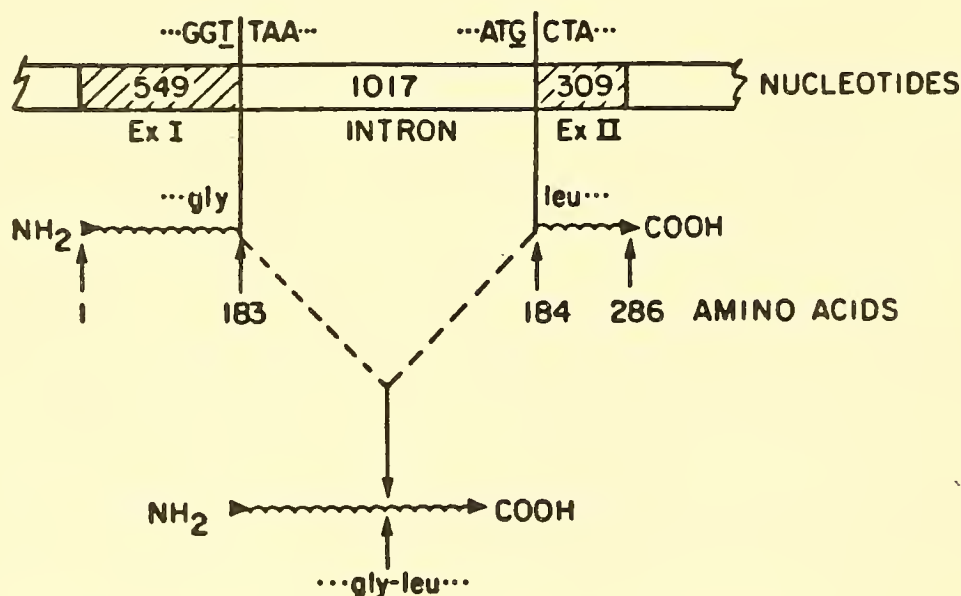 ···GGT TAA··· ···ATG CTA···
549 1017 309 NUCLEOTIDES
Ex I INTRON Ex II
···gly leu···
NH2 COOH
1 183 184 286 AMINO ACIDS
NH2 COOH
···gly-leu···